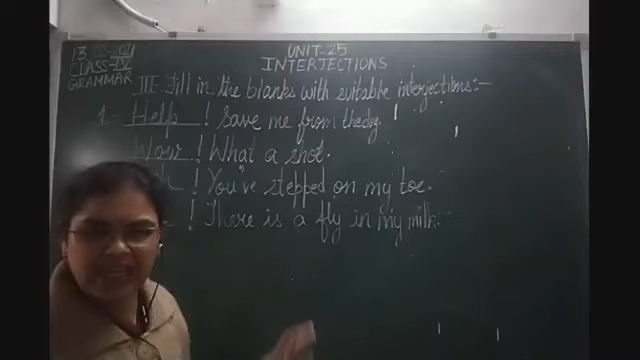 13
UNIT-25
CLASS-IV
INTERJECTIONS
GRAMMAR
III Fill in the blanks with suitable interjections:-
1. Help ! Save me from the dog.
Wow ! What a shot.
! You've stepped on my toe.
! There is a fly in my milk.